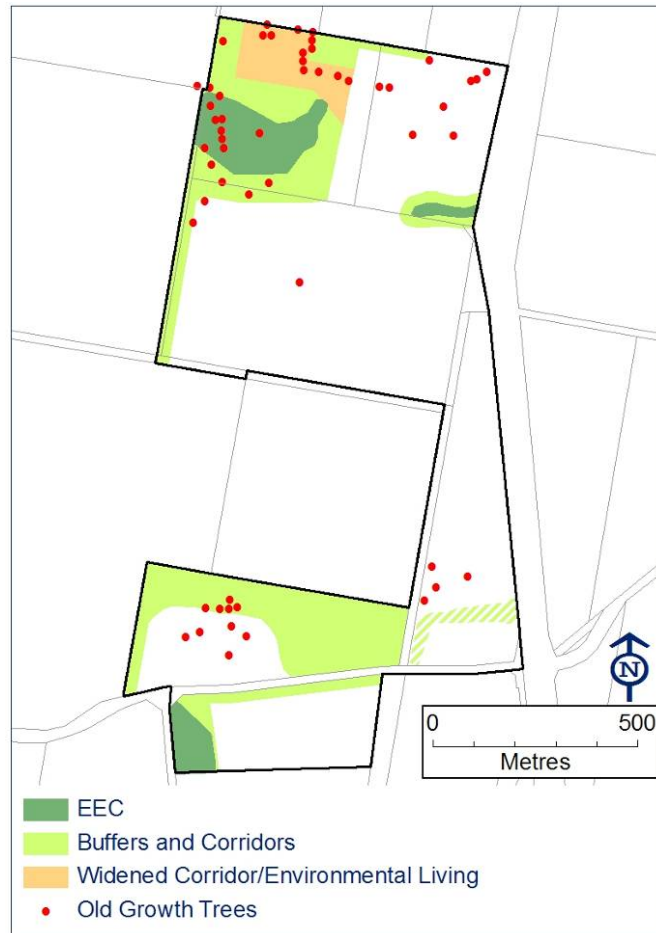 N
0 500
Metres
EEC
Buffers and Corridors
Widened Corridor/Environmental Living
Old Growth Trees